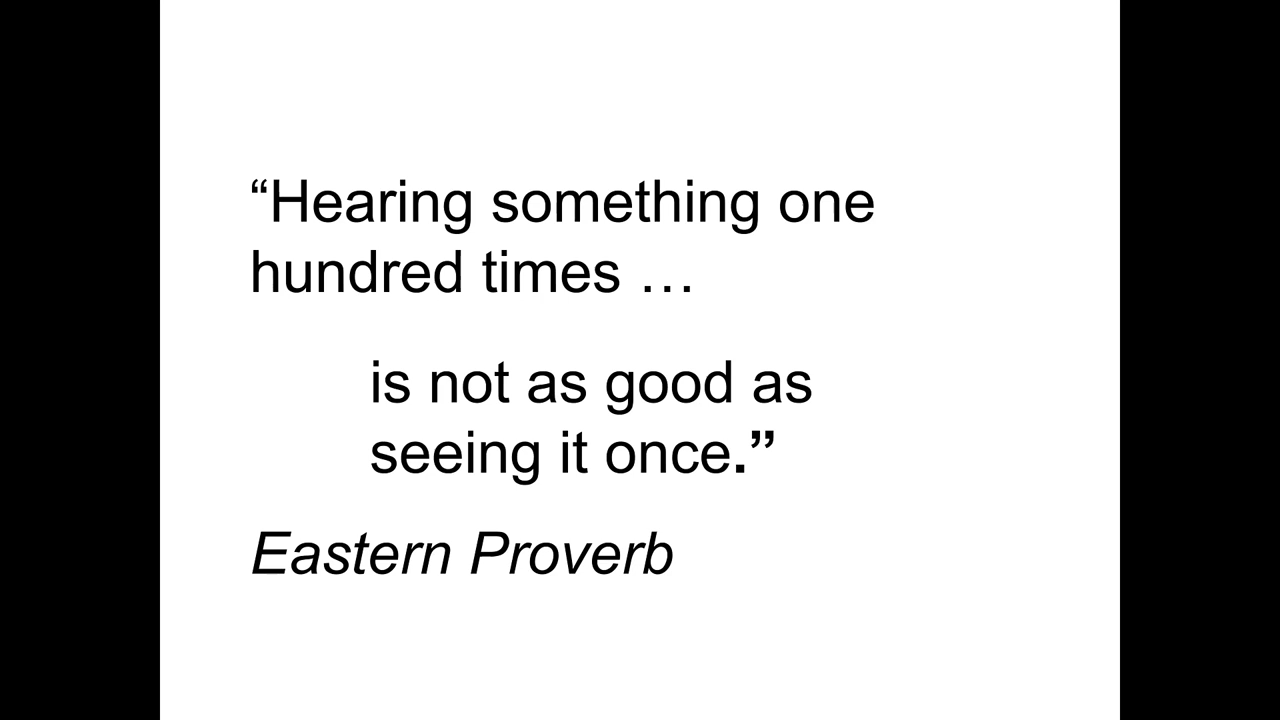 “Hearing something one
hundred times …
is not as good as
seeing it once.”
Eastern Proverb